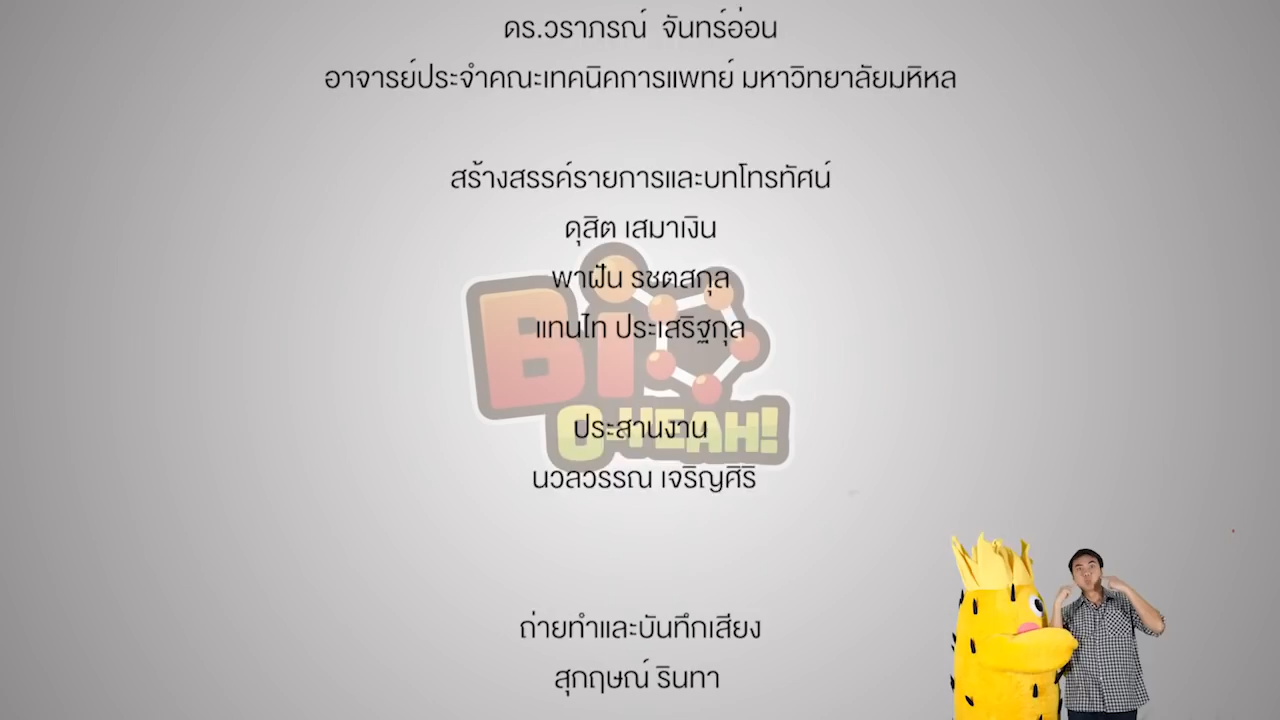 ดร.วราภรณ์ จันทร์อ่อน
อาจารย์ประจำคณะเทคนิคการแพทย์ มหาวิทยาลัยมหิหล
สร้างสรรค์รายการและบทโทรทัศน์
ดุสิต เสมาเงิน
พาฝัน รชตสกุล
แทนไท ประเสริฐกุล
BiO
O-YEAH!
ประสานงาน
นวลวรรณ เจริญศิริ
ถ่ายทำและบันทึกเสียง
สุกฤษณ์ รินทา